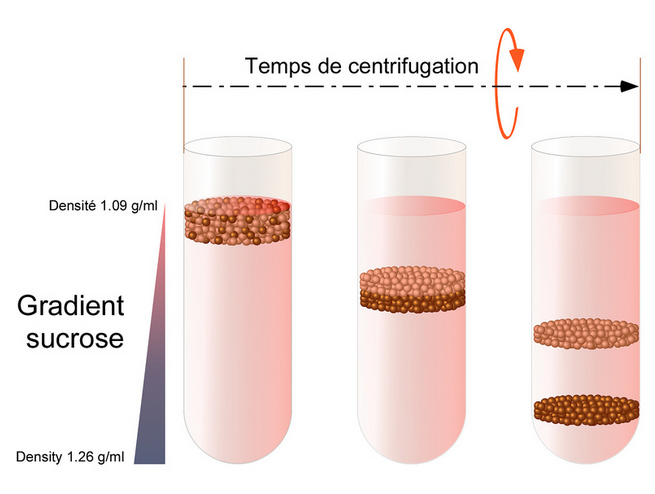 Temps de centrifugation
Densité 1.09 g/ml
Gradient
sucrose
Density 1.26 g/ml